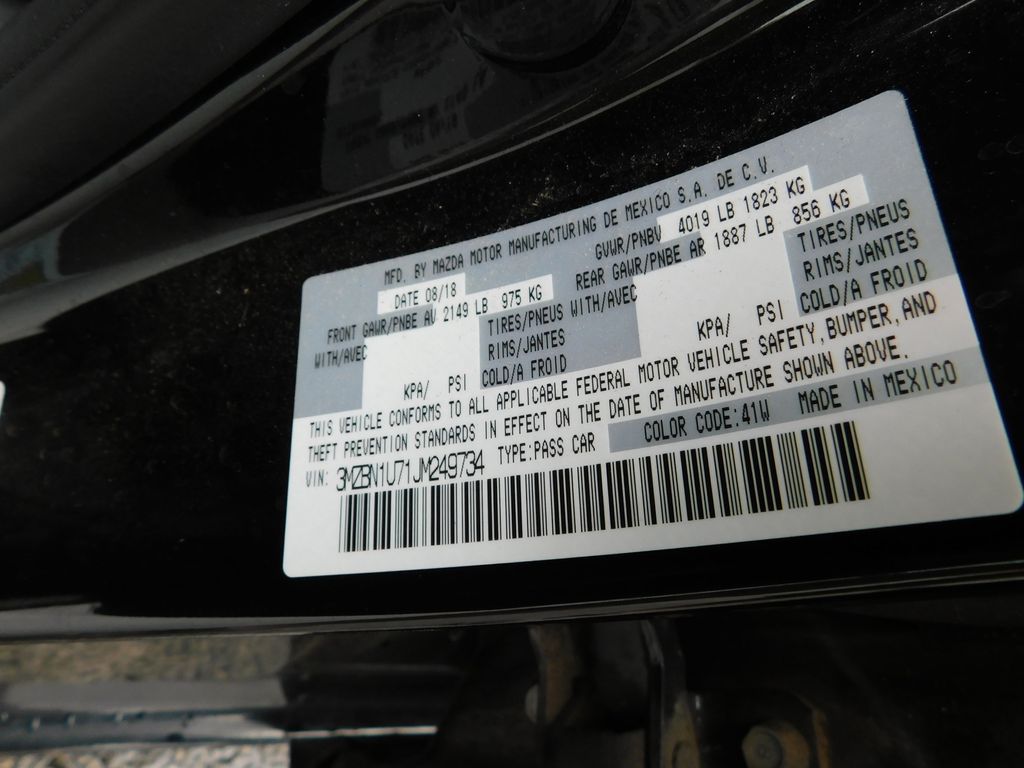 MFD. BY MAZDA MOTOR MANUFACTURING DE MEXICO S.A. DE C.V.
DATE 08/18 GVWR/PNBV 4019 LB 1823 KG
FRONT GAWR/PNBE AV 2149 LB 975 KG REAR GAWR/PNBE AR 1887 LB 856 KG
WITH/AVEC TIRES/PNEUS WITH/AVEC TIRES/PNEUS
RIMS/JANTES RIMS/JANTES
KPA/ PSI COLD/A FROID KPA/ PSI COLD/A FROID
THIS VEHICLE CONFORMS TO ALL APPLICABLE FEDERAL MOTOR VEHICLE SAFETY, BUMPER, AND
THEFT PREVENTION STANDARDS IN EFFECT ON THE DATE OF MANUFACTURE SHOWN ABOVE.
VIN: 3MZBN1U71JM249734 TYPE:PASS CAR COLOR CODE:41W MADE IN MEXICO